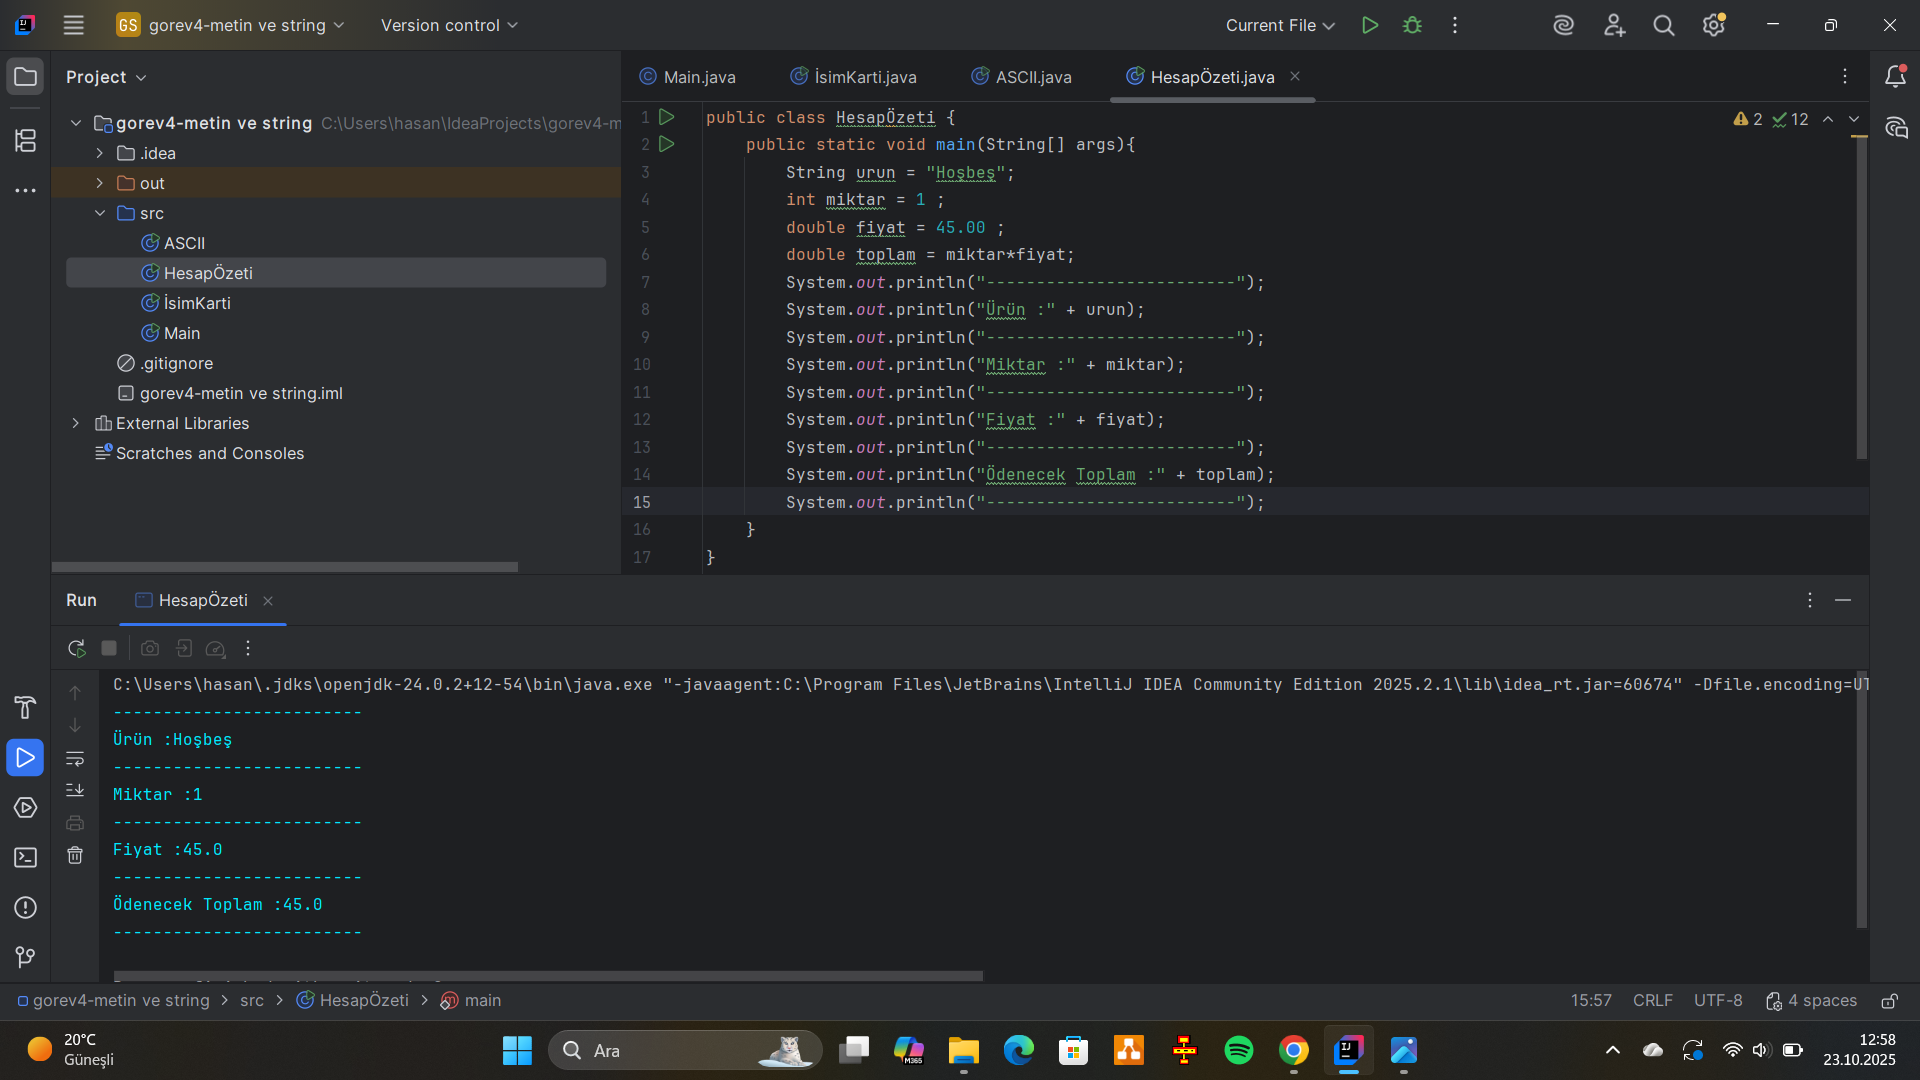 GS gorev4-metin ve string Version control Current File
Project
Main.java İsimKarti.java ASCII.java HesapÖzeti.java
gorev4-metin ve string C:\Users\hasan\IdeaProjects\gorev4-m
.idea
out
src
ASCII
HesapÖzeti
İsimKarti
Main
.gitignore
gorev4-metin ve string.iml
External Libraries
Scratches and Consoles
2 12
1 public class HesapÖzeti {
2 public static void main(String[] args){
3 String urun = "Hoşbeş";
4 int miktar = 1 ;
5 double fiyat = 45.00 ;
6 double toplam = miktar*fiyat;
7 System.out.println("-------------------------");
8 System.out.println("Ürün :" + urun);
9 System.out.println("-------------------------");
10 System.out.println("Miktar :" + miktar);
11 System.out.println("-------------------------");
12 System.out.println("Fiyat :" + fiyat);
13 System.out.println("-------------------------");
14 System.out.println("Ödenecek Toplam :" + toplam);
15 System.out.println("-------------------------");
16 }
17 }
Run HesapÖzeti
C:\Users\hasan\.jdks\openjdk-24.0.2+12-54\bin\java.exe "-javaagent:C:\Program Files\JetBrains\IntelliJ IDEA Community Edition 2025.2.1\lib\idea_rt.jar=60674" -Dfile.encoding=UT
-------------------------
Ürün :Hoşbeş
-------------------------
Miktar :1
-------------------------
Fiyat :45.0
-------------------------
Ödenecek Toplam :45.0
-------------------------
gorev4-metin ve string > src > HesapÖzeti > main
15:57 CRLF UTF-8 4 spaces
20°C
Güneşli
Ara
M365
12:58
23.10.2025